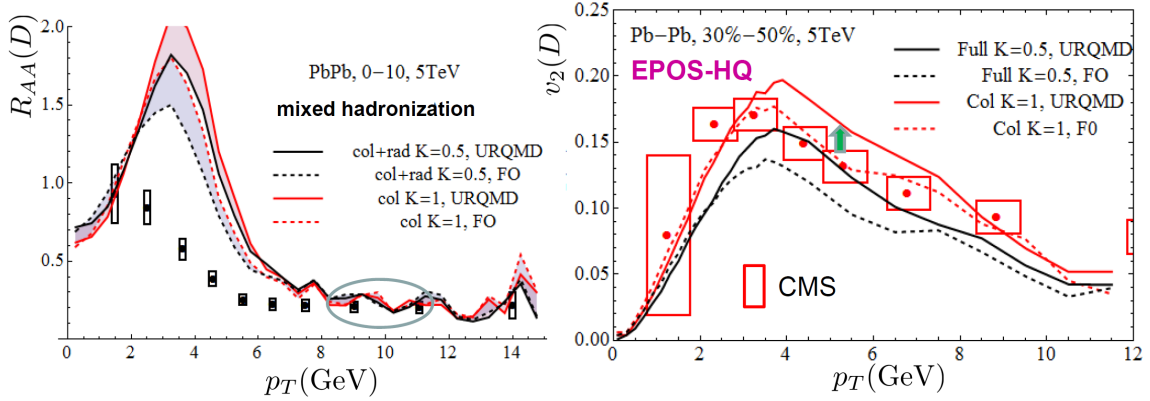 R_AA(D)
2.0
1.5
1.0
0.5
0
2
4
6
8
10
12
14
p_T(GeV)
PbPb, 0−10, 5TeV
mixed hadronization
col+rad K=0.5, URQMD
col+rad K=0.5, FO
col K=1, URQMD
col K=1, FO
v_2(D)
0.25
0.20
0.15
0.10
0.05
0.00
0
2
4
6
8
10
12
p_T(GeV)
Pb−Pb, 30%−50%, 5TeV
EPOS-HQ
Full K=0.5, URQMD
Full K=0.5, FO
Col K=1, URQMD
Col K=1, F0
CMS